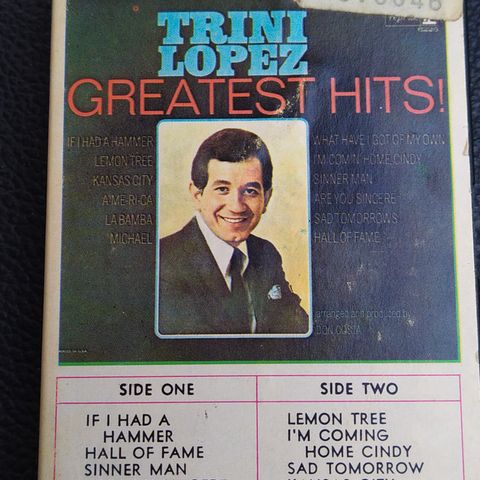 TRINI
LOPEZ
GREATEST HITS!
IF I HAD A HAMMER
LEMON TREE
KANSAS CITY
A-ME-RI-CA
LA BAMBA
MICHAEL
WHAT HAVE I GOT OF MY OWN
I'M COMIN' HOME, CINDY
SINNER MAN
ARE YOU SINCERE
SAD TOMORROWS
HALL OF FAME
arranged and produced by
DON COSTA
SIDE ONE
IF I HAD A
HAMMER
HALL OF FAME
SINNER MAN
SIDE TWO
LEMON TREE
I'M COMING
HOME CINDY
SAD TOMORROW
KANSAS CITY